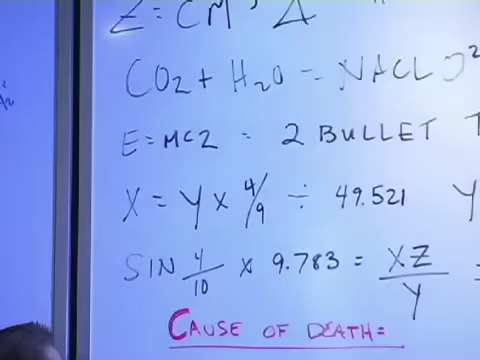 Z = CM Δ
CO2 + H2O = NACL O2
E = MC2 = 2 BULLET
X = Y x 4/9 ÷ 49.521 Y
SIN 4/10 x 9.783 = XZ/Y =
CAUSE OF DEATH=